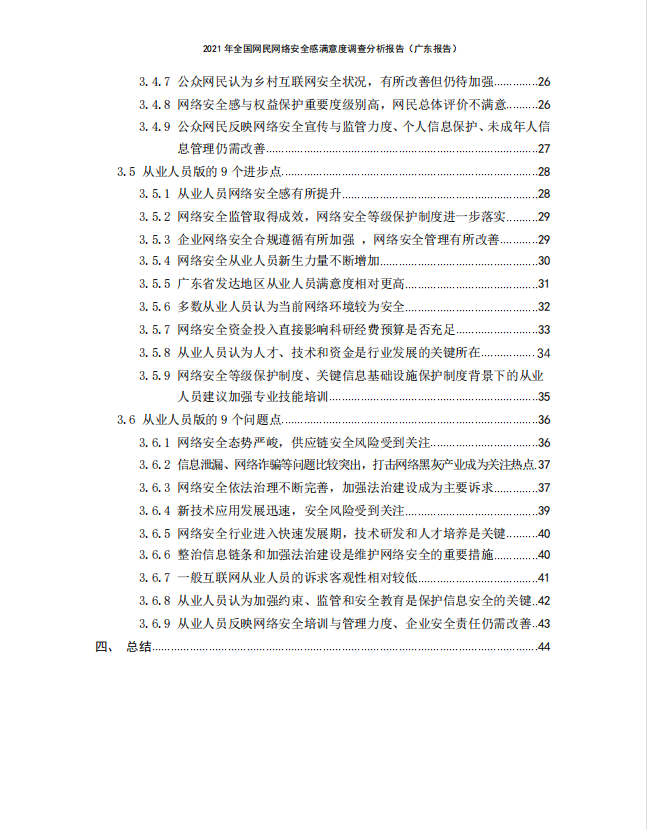 2021 年全国网民网络安全感满意度调查分析报告（广东报告）
3.4.7 公众网民认为乡村互联网安全状况，有所改善但仍待加强..............26
3.4.8 网络安全感与权益保护重要度级别高，网民总体评价不满意..........26
3.4.9 公众网民反映网络安全宣传与监管力度、个人信息保护、未成年人信
息管理仍需改善..............................................................27
3.5 从业人员版的 9 个进步点..............................................................28
3.5.1 从业人员网络安全感有所提升..............................................28
3.5.2 网络安全监管取得成效，网络安全等级保护制度进一步落实..........29
3.5.3 企业网络安全合规遵循有所加强 ，网络安全管理有所改善............29
3.5.4 网络安全从业人员新生力量不断增加........................................30
3.5.5 广东省发达地区从业人员满意度相对更高..................................31
3.5.6 多数从业人员认为当前网络环境较为安全..................................32
3.5.7 网络安全资金投入直接影响科研经费预算是否充足......................33
3.5.8 从业人员认为人才、技术和资金是行业发展的关键所在................34
3.5.9 网络安全等级保护制度、关键信息基础设施保护制度背景下的从业
人员建议加强专业技能培训..................................................35
3.6 从业人员版的 9 个问题点..............................................................36
3.6.1 网络安全态势严峻，供应链安全风险受到关注............................36
3.6.2 信息泄漏、网络诈骗等问题比较突出，打击网络黑灰产业成为关注热点.37
3.6.3 网络安全依法治理不断完善，加强法治建设成为主要诉求..............37
3.6.4 新技术应用发展迅速，安全风险受到关注..................................39
3.6.5 网络安全行业进入快速发展期，技术研发和人才培养是关键..........40
3.6.6 整治信息链条和加强法治建设是维护网络安全的重要措施..............40
3.6.7 一般互联网从业人员的诉求客观性相对较低................................41
3.6.8 从业人员认为加强约束、监管和安全教育是保护信息安全的关键..42
3.6.9 从业人员反映网络安全培训与管理力度、企业安全责任仍需改善..43
四、 总结..............................................................................44